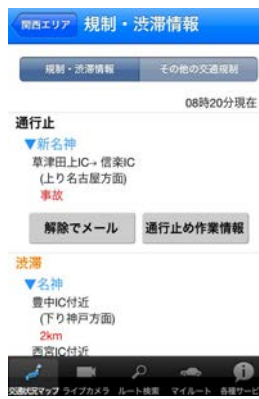 関西エリア 規制・渋滞情報
規制・渋滞情報 その他の交通規制
08時20分現在
通行止
▼新名神
草津田上IC→信楽IC
(上り名古屋方面)
事故
解除でメール 通行止め作業情報
渋滞
▼名神
豊中IC付近
(下り神戸方面)
2km
西宮IC付近
交通状況マップ ライブカメラ ルート検索 マイルート 各種サービ